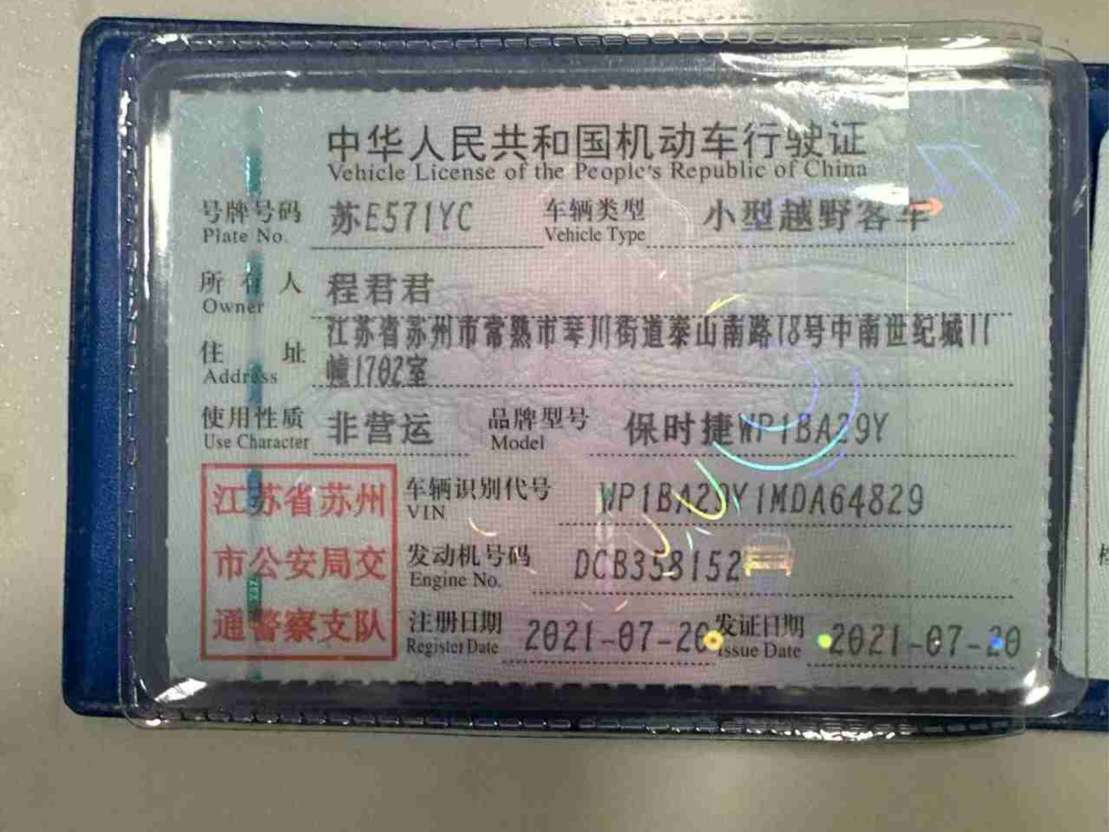 中华人民共和国机动车行驶证
Vehicle License of the People's Republic of China
号牌号码 苏E571YC 车辆类型 小型越野客车
Plate No. Vehicle Type
所有人 程君君
Owner
住址 江苏省苏州市常熟市琴川街道泰山南路18号中南世纪城11
Address 幢1702室
使用性质 非营运 品牌型号 保时捷WP1BA29Y
Use Character Model
江苏省苏州 车辆识别代号 WP1BA29Y1MDA64829
VIN
市公安局交 发动机号码 DCB358152
Engine No.
通警察支队 注册日期 2021-07-20 发证日期 2021-07-20
Register Date Issue Date